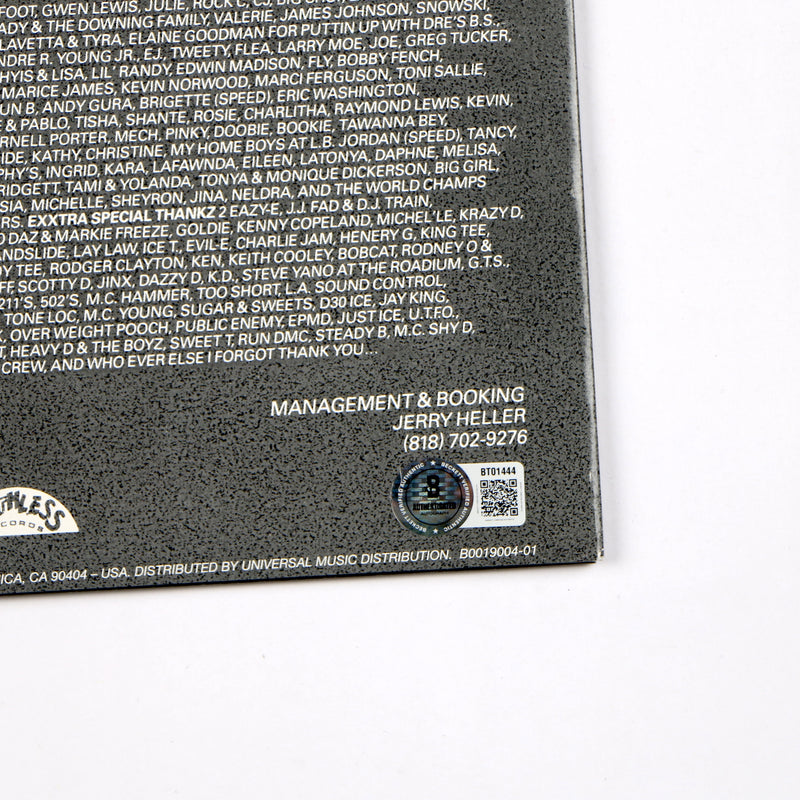 FOOT, GWEN LEWIS, JULIE, ROCK C, CJ, BIG
ADY & THE DOWNING FAMILY, VALERIE, JAMES JOHNSON, SNOWSKI,
LAVETTA & TYRA, ELAINE GOODMAN FOR PUTTIN UP WITH DRE'S B.S.,
NDRE R. YOUNG JR., EJ, TWEETY, FLEA, LARRY MOE, JOE, GREG TUCKER,
HYIS & LISA, LIL' RANDY, EDWIN MADISON, FLY, BOBBY FENCH,
MARICE JAMES, KEVIN NORWOOD, MARCI FERGUSON, TONI SALLIE,
UN B, ANDY GURA, BRIGETTE (SPEED), ERIC WASHINGTON,
E & PABLO, TISHA, SHANTE, ROSIE, CHARLITHA, RAYMOND LEWIS, KEVIN,
RNELL PORTER, MECH, PINKY, DOOBIE, BOOKIE, TAWANNA BEY,
IDE, KATHY, CHRISTINE, MY HOME BOYS AT L.B. JORDAN (SPEED), TANCY,
PHY'S, INGRID, KARA, LAFAWNDA, EILEEN, LATONYA, DAPHNE, MELISA,
RIDGETT, TAMI & YOLANDA, TONYA & MONIQUE DICKERSON, BIG GIRL,
SIA, MICHELLE, SHEYRON, JINA, NELDRA, AND THE WORLD CHAMPS
ERS. EXXTRA SPECIAL THANKZ 2 EAZY-E, J.J. FAD & D.J. TRAIN,
O DAZ & MARKIE FREEZE, GOLDIE, KENNY COPELAND, MICHEL'LE, KRAZY D,
ANDSLIDE, LAY LAW, ICE T, EVIL E, CHARLIE JAM, HENERY G, KING TEE,
Y TEE, RODGER CLAYTON, KEN, KEITH COOLEY, BOBCAT, RODNEY O &
FF, SCOTTY D, JINX, DAZZY D, K.D., STEVE YANO AT THE ROADIUM, G.T.S.,
211'S, 502'S, M.C. HAMMER, TOO SHORT, L.A. SOUND CONTROL,
TONE LOC, M.C. YOUNG, SUGAR & SWEETS, D30 ICE, JAY KING,
K, OVER WEIGHT POOCH, PUBLIC ENEMY, EPMD, JUST ICE, U.T.F.O.,
T, HEAVY D & THE BOYZ, SWEET T, RUN DMC, STEADY B, M.C. SHY D,
CREW, AND WHO EVER ELSE I FORGOT THANK YOU...
MANAGEMENT & BOOKING
JERRY HELLER
(818) 702-9276
BECKETT VERIFIED AUTHENTIC ★ BECKETT VERIFIED AUTHENTIC ★
BT01444
THLESS
CORDS
ICA, CA 90404 – USA. DISTRIBUTED BY UNIVERSAL MUSIC DISTRIBUTION. B0019004-01